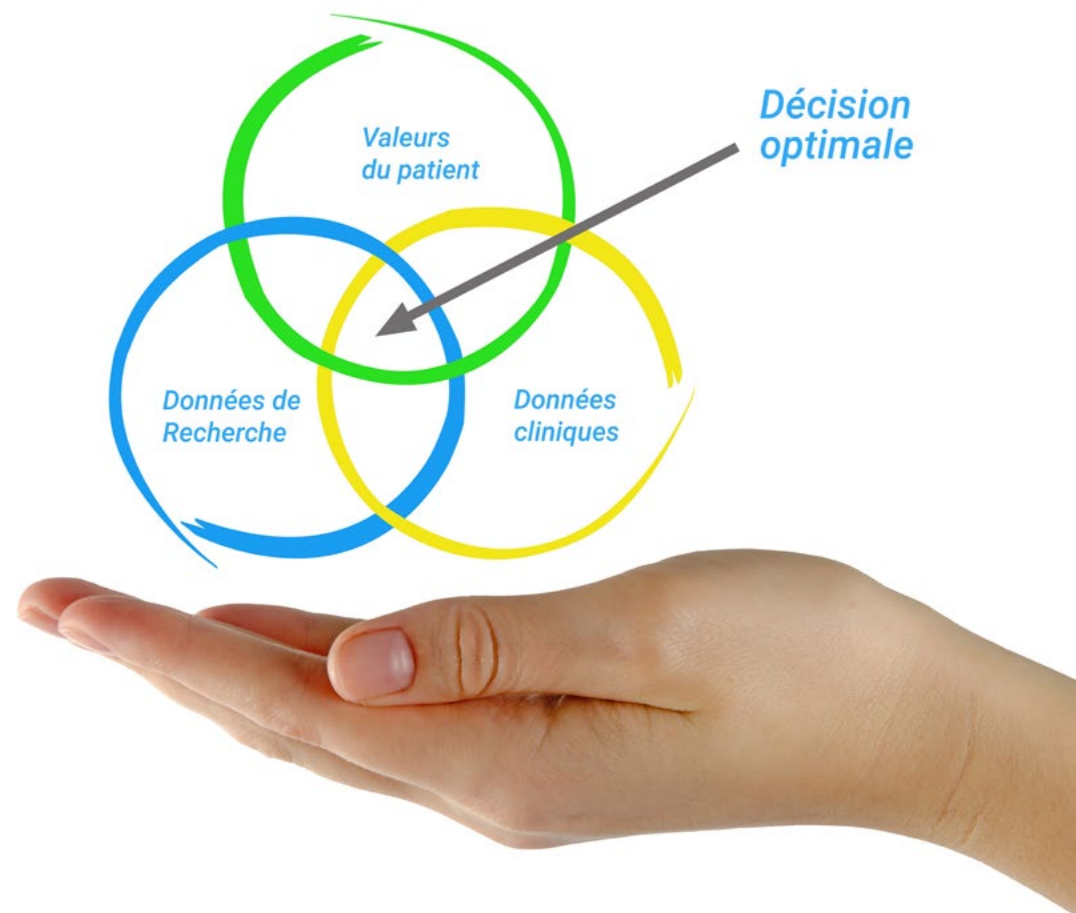 Décision
optimale
Valeurs
du patient
Données de
Recherche
Données
cliniques